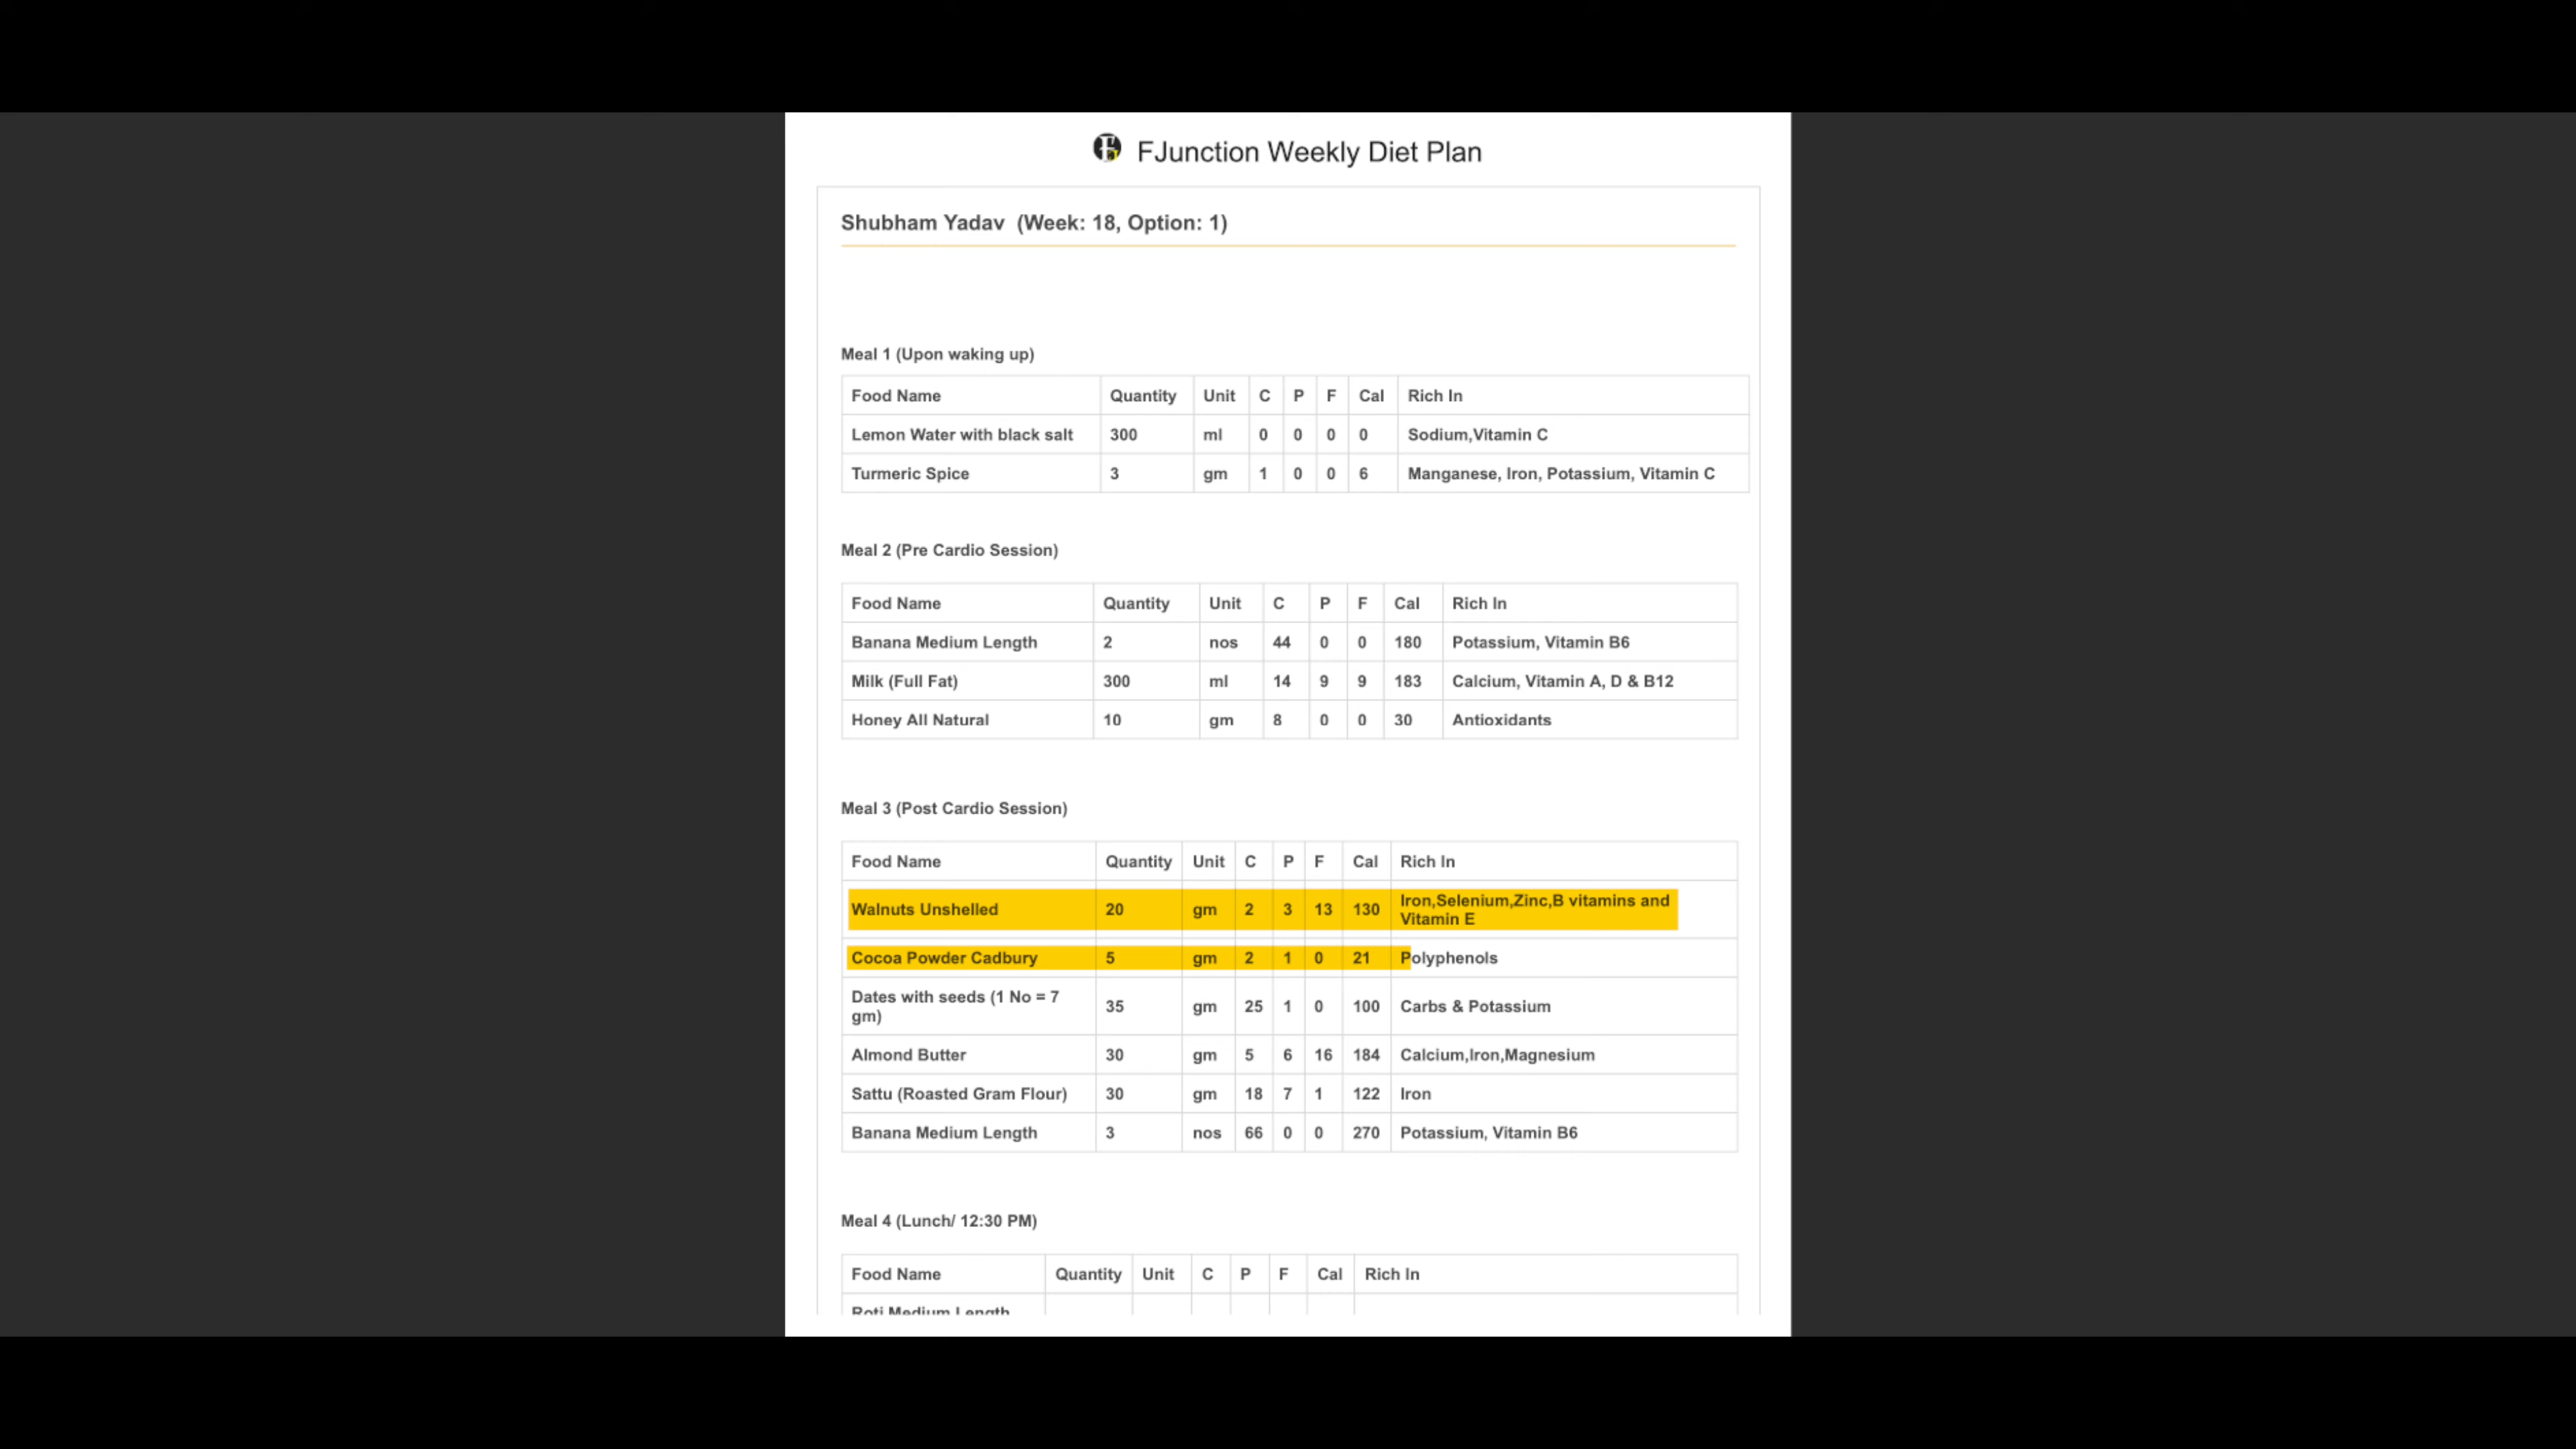 FJunction Weekly Diet Plan
Shubham Yadav (Week: 18, Option: 1)
Meal 1 (Upon waking up)
Food Name Quantity Unit C P F Cal Rich In
Lemon Water with black salt 300 ml 0 0 0 0 Sodium,Vitamin C
Turmeric Spice 3 gm 1 0 0 6 Manganese, Iron, Potassium, Vitamin C
Meal 2 (Pre Cardio Session)
Food Name Quantity Unit C P F Cal Rich In
Banana Medium Length 2 nos 44 0 0 180 Potassium, Vitamin B6
Milk (Full Fat) 300 ml 14 9 9 183 Calcium, Vitamin A, D & B12
Honey All Natural 10 gm 8 0 0 30 Antioxidants
Meal 3 (Post Cardio Session)
Food Name Quantity Unit C P F Cal Rich In
Walnuts Unshelled 20 gm 2 3 13 130 Iron,Selenium,Zinc,B vitamins and
Vitamin E
Cocoa Powder Cadbury 5 gm 2 1 0 21 Polyphenols
Dates with seeds (1 No = 7
gm) 35 gm 25 1 0 100 Carbs & Potassium
Almond Butter 30 gm 5 6 16 184 Calcium,Iron,Magnesium
Sattu (Roasted Gram Flour) 30 gm 18 7 1 122 Iron
Banana Medium Length 3 nos 66 0 0 270 Potassium, Vitamin B6
Meal 4 (Lunch/ 12:30 PM)
Food Name Quantity Unit C P F Cal Rich In
Roti Medium Length